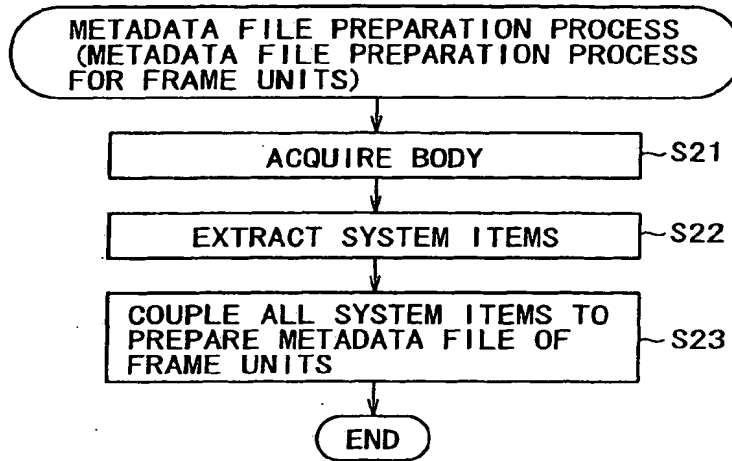 METADATA FILE PREPARATION PROCESS
(METADATA FILE PREPARATION PROCESS
FOR FRAME UNITS)
ACQUIRE BODY
~S21
EXTRACT SYSTEM ITEMS
~S22
COUPLE ALL SYSTEM ITEMS TO
PREPARE METADATA FILE OF
FRAME UNITS
~S23
END